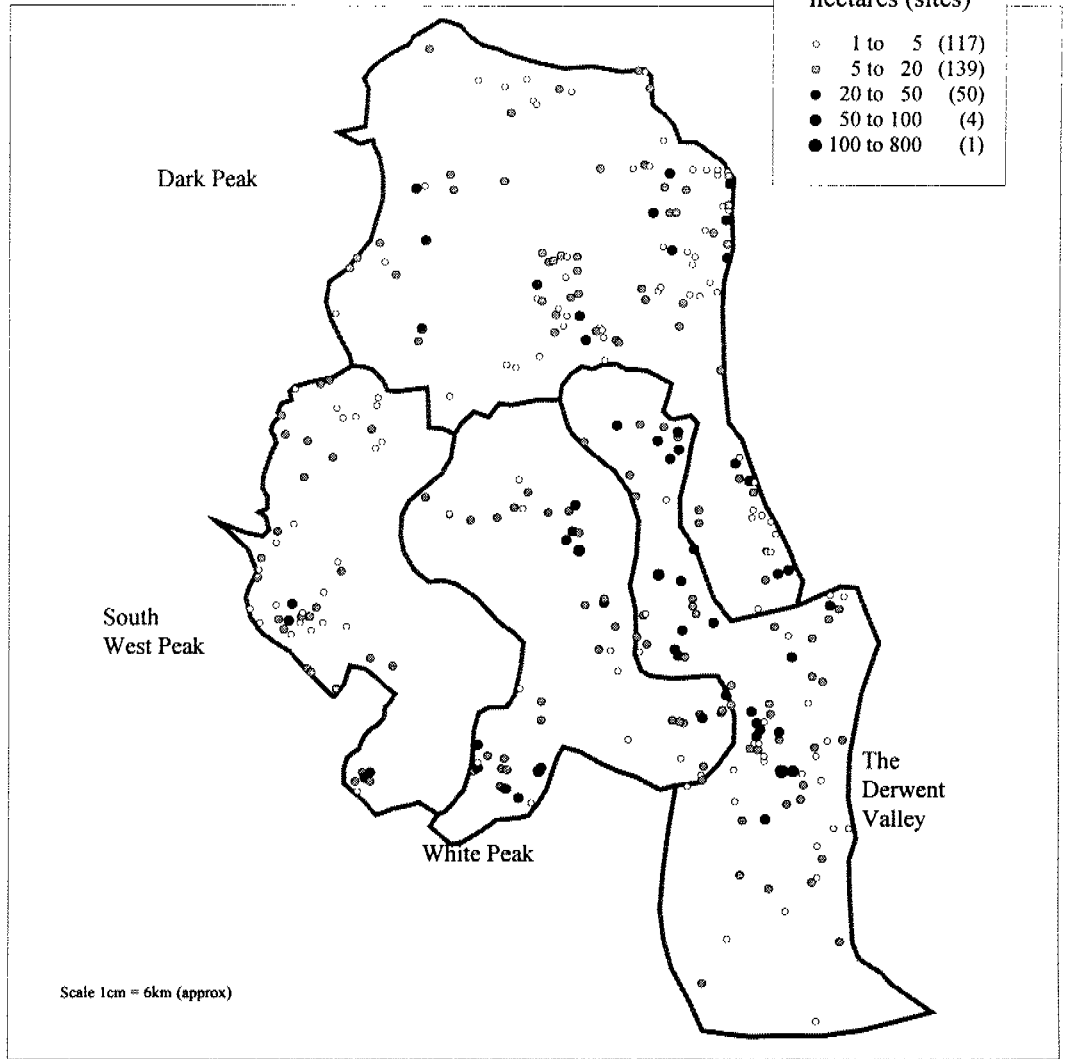 hectares (sites)
1 to 5 (117)
5 to 20 (139)
20 to 50 (50)
50 to 100 (4)
100 to 800 (1)
Dark Peak
South
West Peak
The
Derwent
Valley
White Peak
Scale 1cm = 6km (approx)